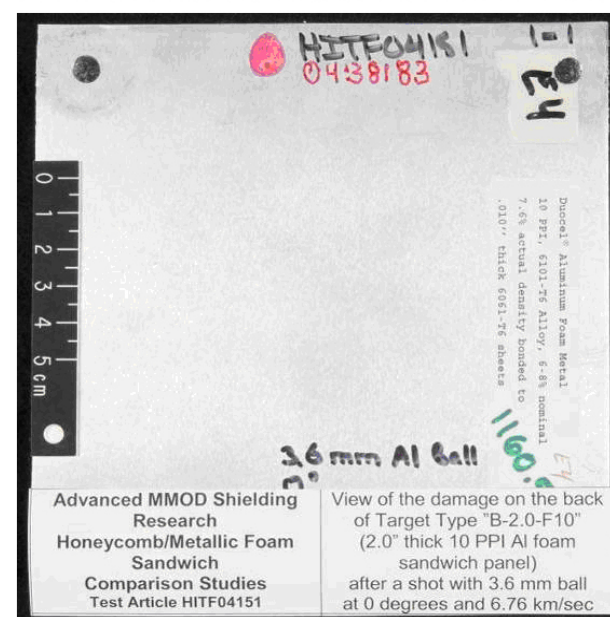 HITF04151
1-1
0438183
E4
0 1 2 3 4 5 cm
Duocel® Aluminum Foam Metal
10 PPI, 6101-T6 Alloy, 6-8% nominal
7.6% actual density bonded to
.010'' thick 6061-T6 sheets
1160.
E4
3.6 mm Al Ball
Advanced MMOD Shielding
Research
Honeycomb/Metallic Foam
Sandwich
Comparison Studies
Test Article HITF04151
View of the damage on the back
of Target Type "B-2.0-F10"
(2.0" thick 10 PPI Al foam
sandwich panel)
after a shot with 3.6 mm ball
at 0 degrees and 6.76 km/sec